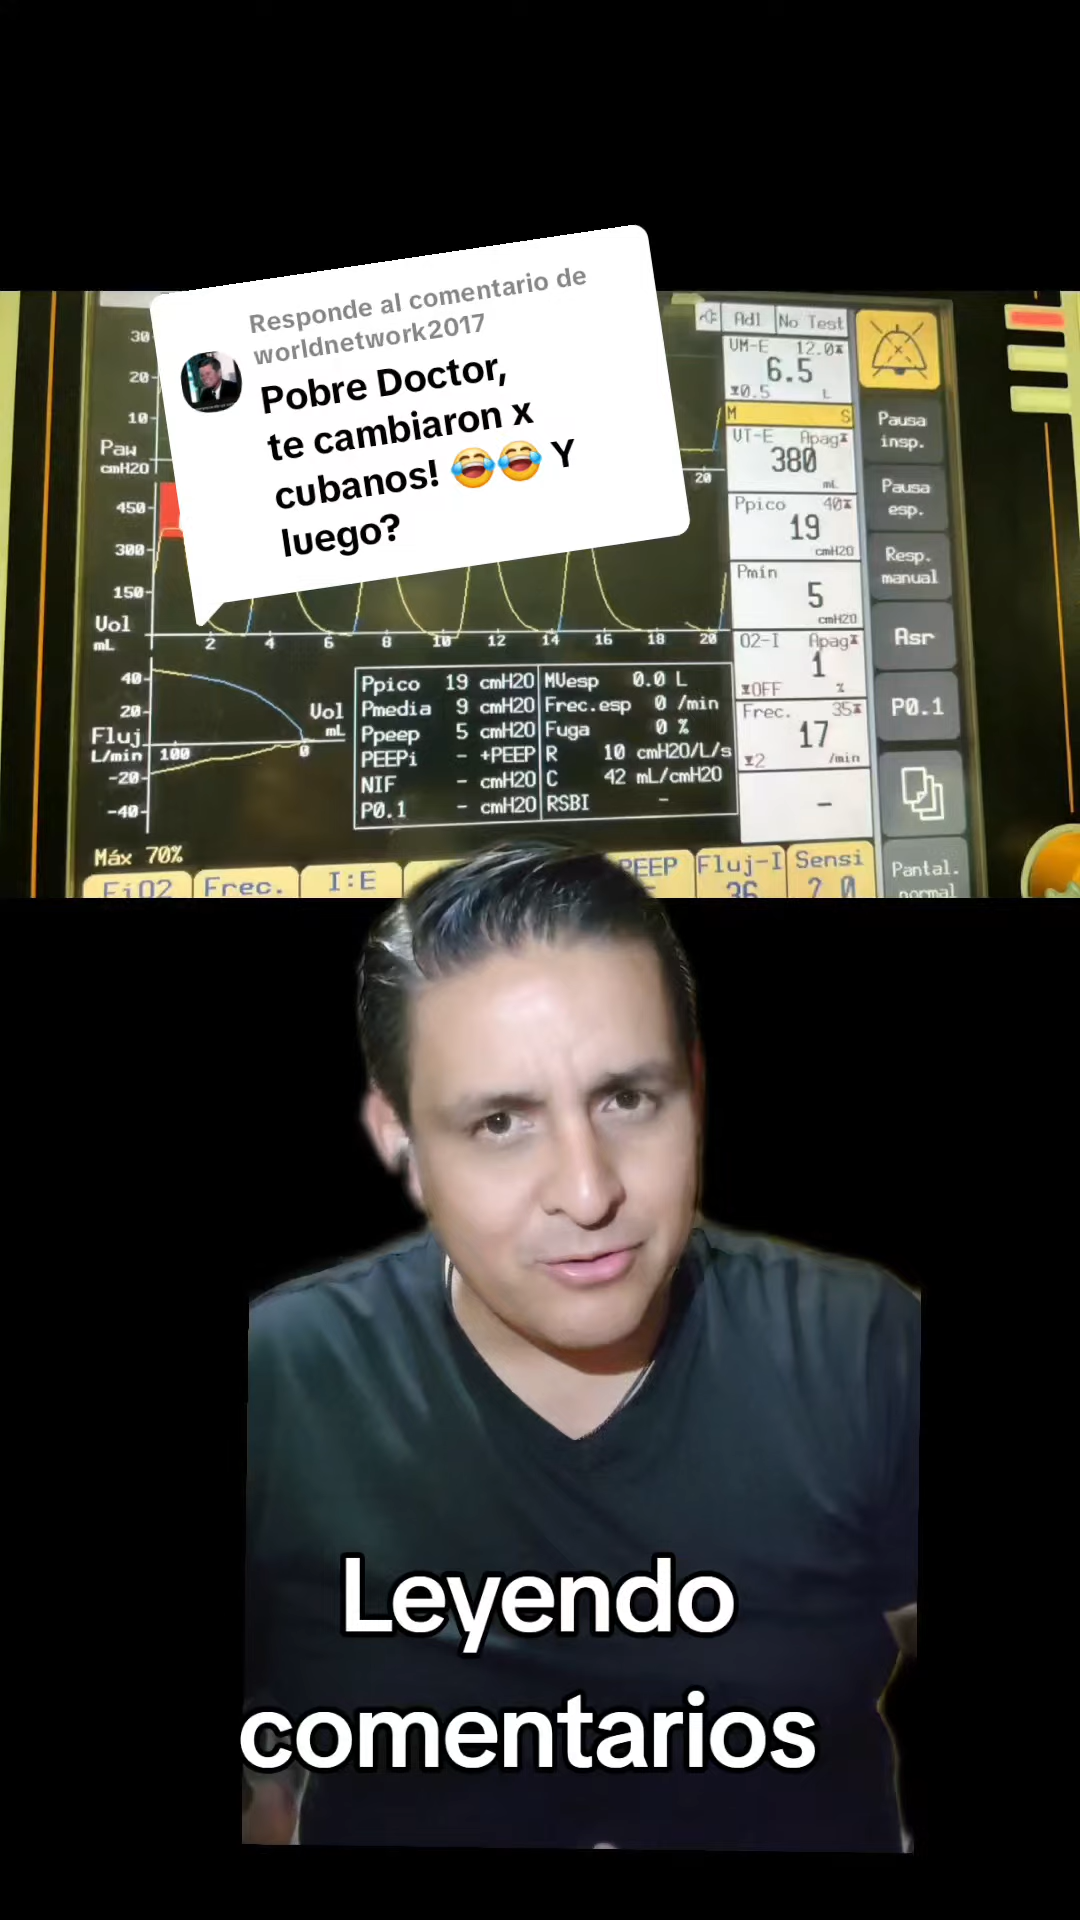 Responde al comentario de
worldnetwork2017
Pobre Doctor,
te cambiaron x
cubanos! 😂😂 Y
luego?
30
20
10
Paw
cmH2O
20
450
300
150
Vol
mL
2 4 6 8 10 12 14 16 18 20
40
20
Fluj
L/min
100 0
Vol
mL
-20
-40
Ppico 19 cmH2O
Pmedia 9 cmH2O
Ppeep 5 cmH2O
PEEPi - +PEEP
NIF - cmH2O
P0.1 - cmH2O
MVesp 0.0 L
Frec.esp 0 /min
Fuga 0 %
R 10 cmH2O/L/s
C 42 mL/cmH2O
RSBI -
Adl No Test
VM-E 12.0
6.5
0.5 L
M S
VT-E Apag
380
mL
Ppico 40
19
cmH2O
Pmin
5
cmH2O
O2-I Apag
1
OFF %
Frec. 35
17
2 /min
-
Pausa
insp.
Pausa
esp.
Resp.
manual
Asr
P0.1
Pantal.
normal
Máx 70%
FiO2 Frec. I:E PEEP Fluj-I Sensi
36 2.0
Leyendo
comentarios